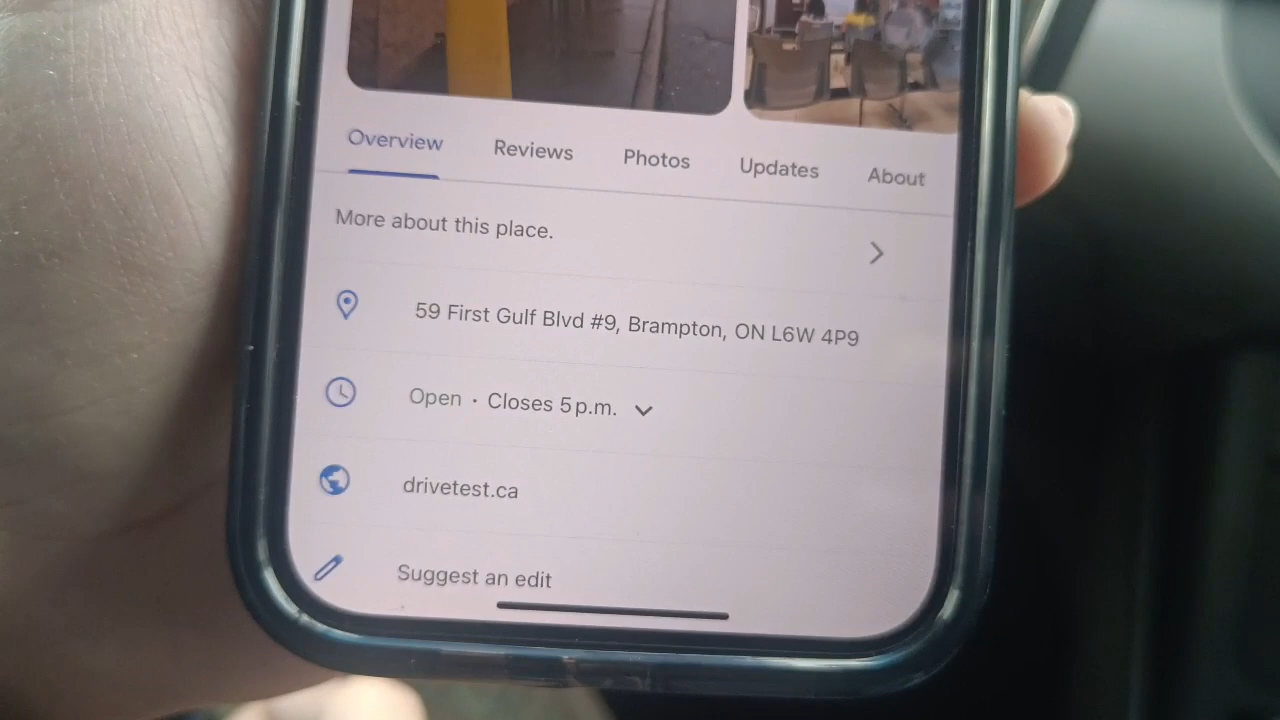 Overview Reviews Photos Updates About
More about this place.
59 First Gulf Blvd #9, Brampton, ON L6W 4P9
Open · Closes 5 p.m.
drivetest.ca
Suggest an edit